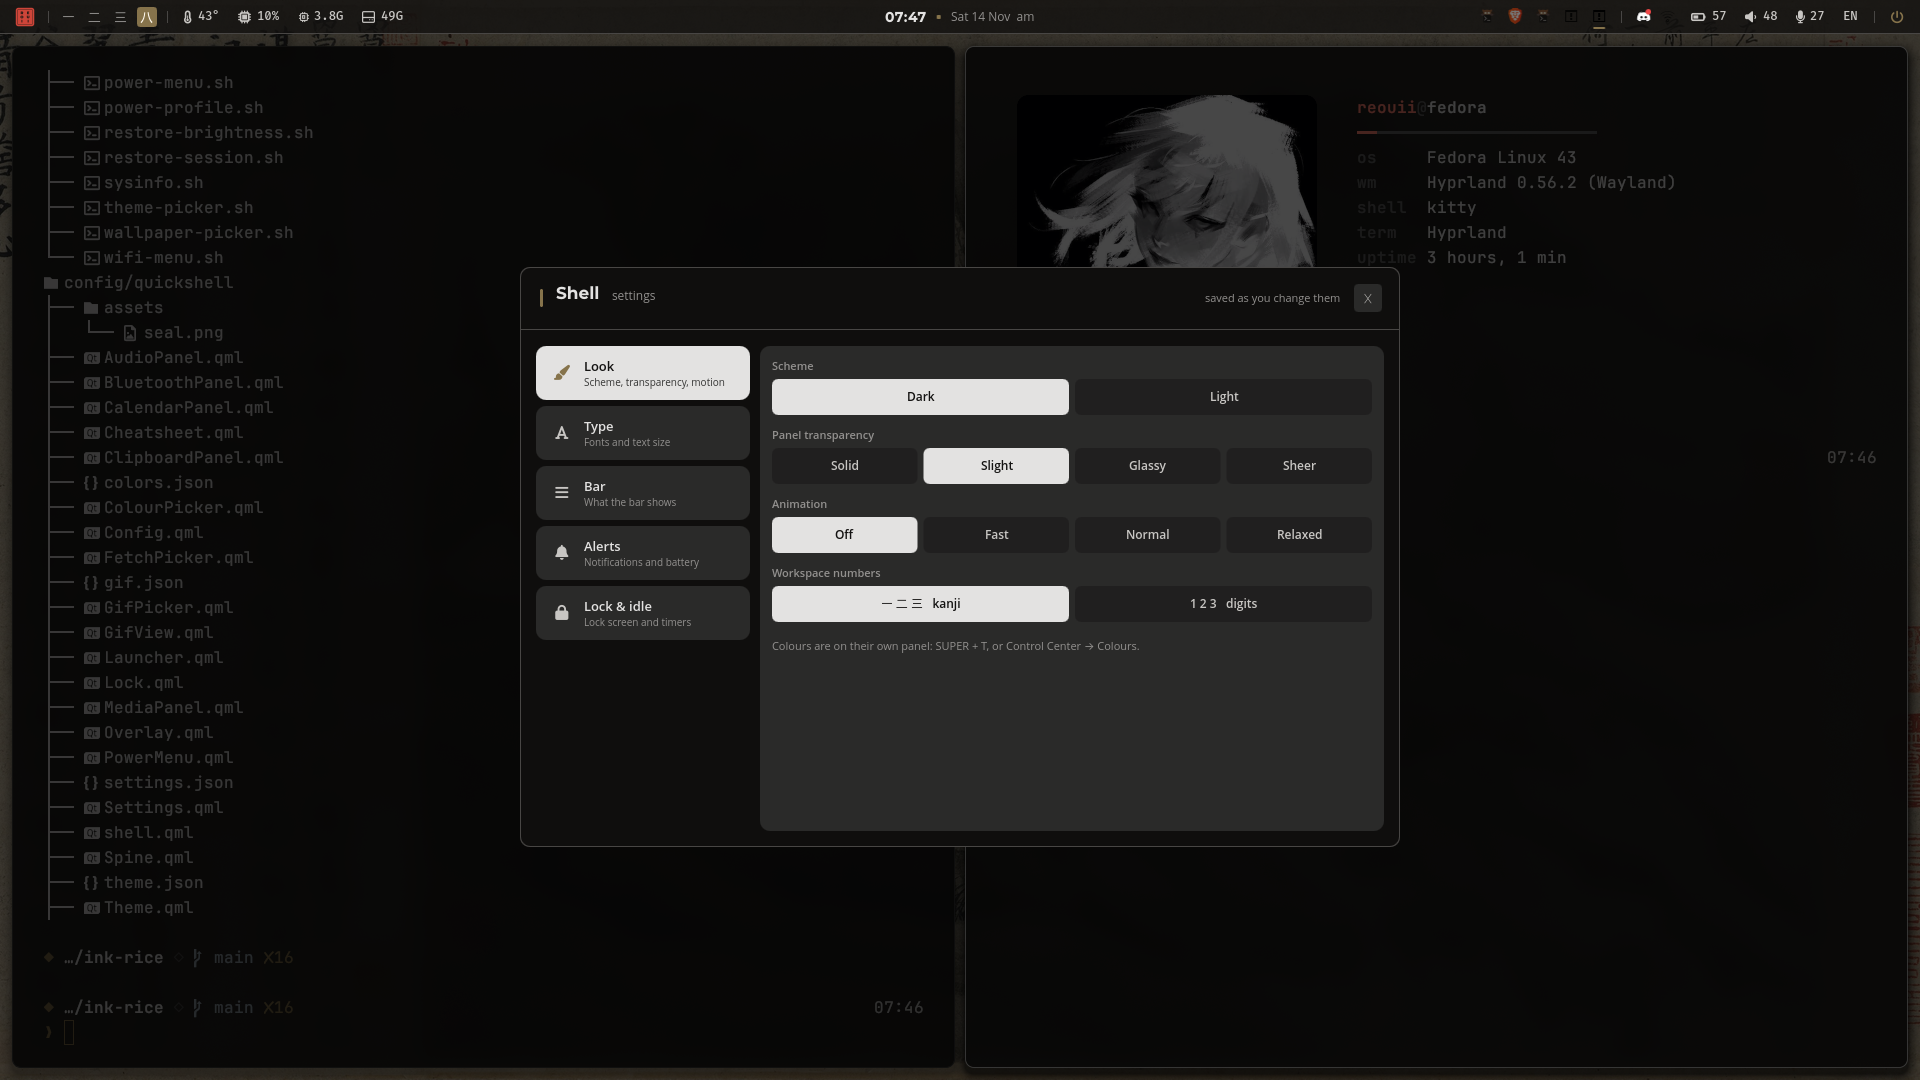 一 二 三 八 43° 10% 3.8G 49G
07:47 Sat 14 Nov am
57 48 27 EN
power-menu.sh
power-profile.sh
restore-brightness.sh
restore-session.sh
sysinfo.sh
theme-picker.sh
wallpaper-picker.sh
wifi-menu.sh
config/quickshell
assets
seal.png
AudioPanel.qml
BluetoothPanel.qml
CalendarPanel.qml
Cheatsheet.qml
ClipboardPanel.qml
colors.json
ColourPicker.qml
Config.qml
FetchPicker.qml
gif.json
GifPicker.qml
GifView.qml
Launcher.qml
Lock.qml
MediaPanel.qml
Overlay.qml
PowerMenu.qml
settings.json
Settings.qml
shell.qml
Spine.qml
theme.json
Theme.qml
…/ink-rice main X16
…/ink-rice main X16 07:46
reouii@fedora
os Fedora Linux 43
wm Hyprland 0.56.2 (Wayland)
shell kitty
term Hyprland
uptime 3 hours, 1 min
07:46
Shell settings
saved as you change them X
Look
Scheme, transparency, motion
Type
Fonts and text size
Bar
What the bar shows
Alerts
Notifications and battery
Lock & idle
Lock screen and timers
Scheme
Dark Light
Panel transparency
Solid Slight Glassy Sheer
Animation
Off Fast Normal Relaxed
Workspace numbers
一 二 三 kanji 1 2 3 digits
Colours are on their own panel: SUPER + T, or Control Center → Colours.